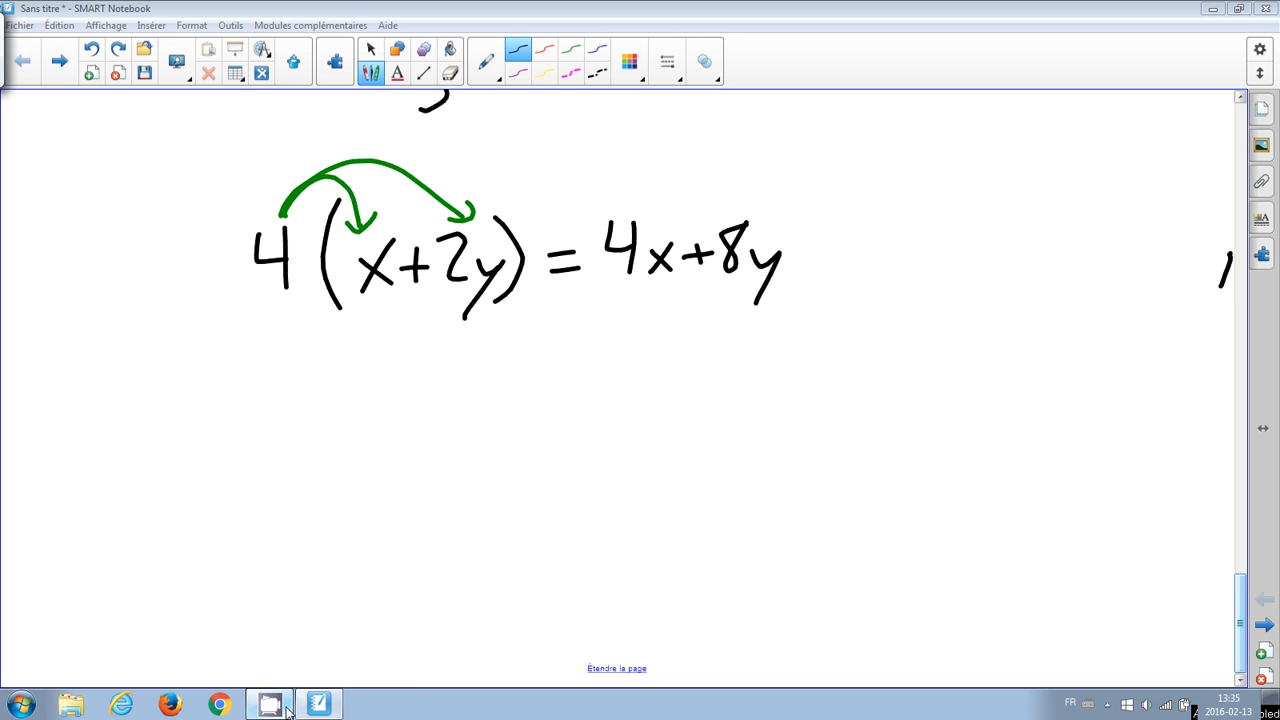 Sans titre * - SMART Notebook
Fichier Édition Affichage Insérer Format Outils Modules complémentaires Aide
4(x+2y)=4x+8y
Étendre la page
FR
13:35
2016-02-13